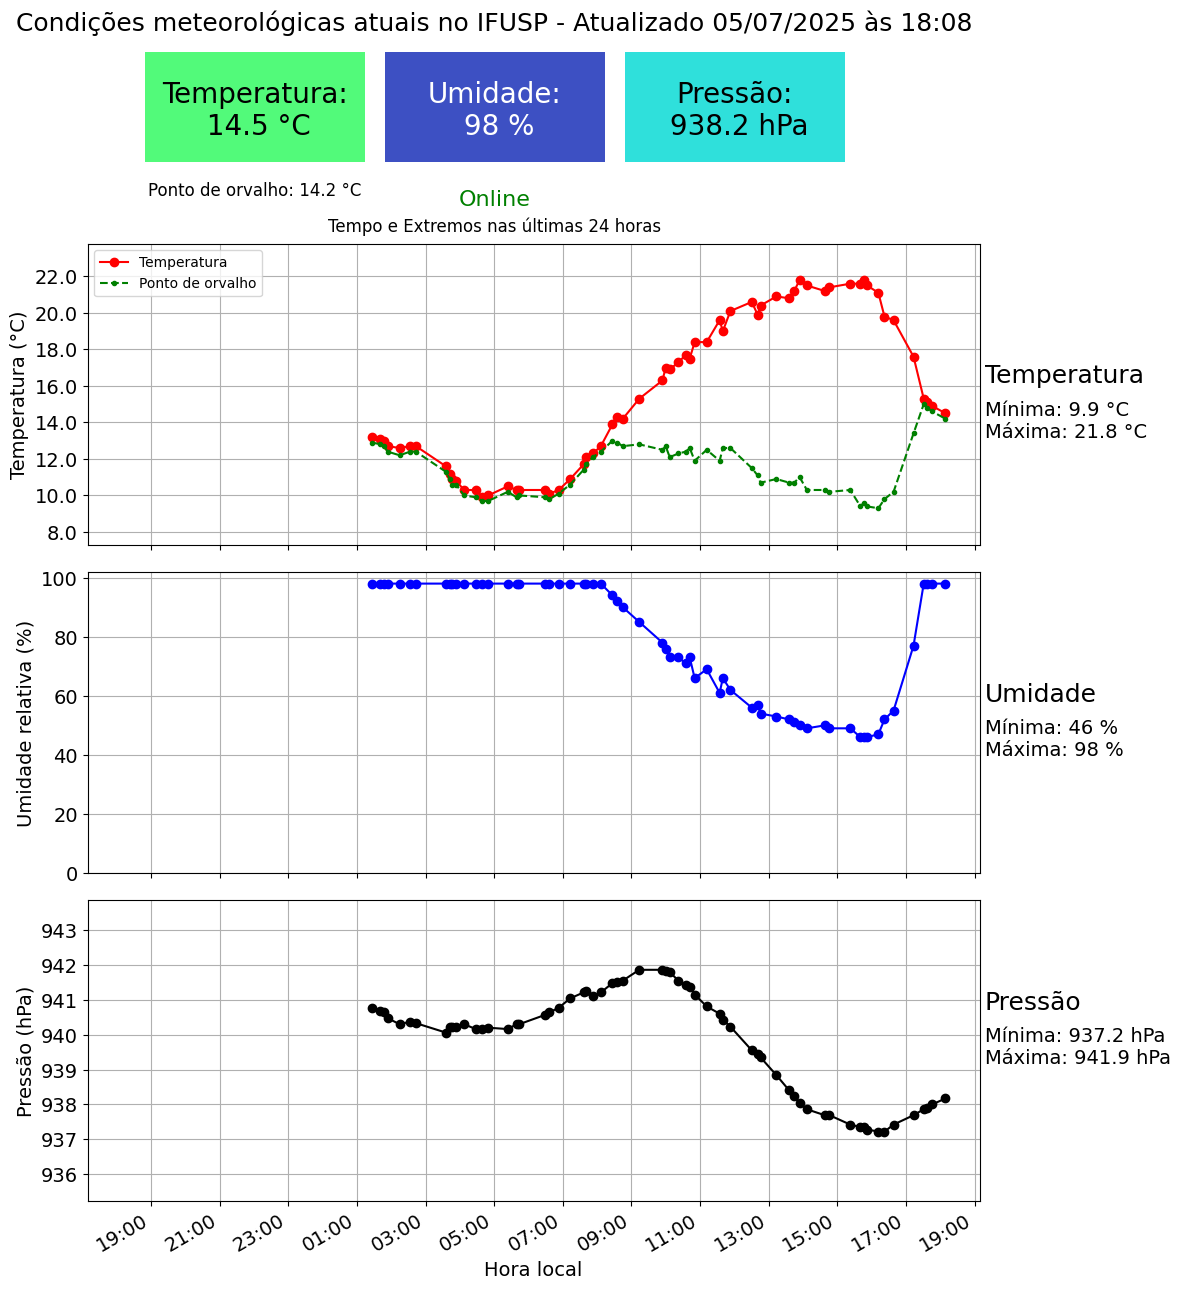 Condições meteorológicas atuais no IFUSP - Atualizado 05/07/2025 às 18:08
Temperatura:
14.5 °C
Umidade:
98 %
Pressão:
938.2 hPa
Ponto de orvalho: 14.2 °C
Online
Tempo e Extremos nas últimas 24 horas
Temperatura
Ponto de orvalho
Temperatura (°C)
22.0
20.0
18.0
16.0
14.0
12.0
10.0
8.0
Temperatura
Mínima: 9.9 °C
Máxima: 21.8 °C
Umidade relativa (%)
100
80
60
40
20
0
Umidade
Mínima: 46 %
Máxima: 98 %
Pressão (hPa)
943
942
941
940
939
938
937
936
Pressão
Mínima: 937.2 hPa
Máxima: 941.9 hPa
19:00 21:00 23:00 01:00 03:00 05:00 07:00 09:00 11:00 13:00 15:00 17:00 19:00
Hora local